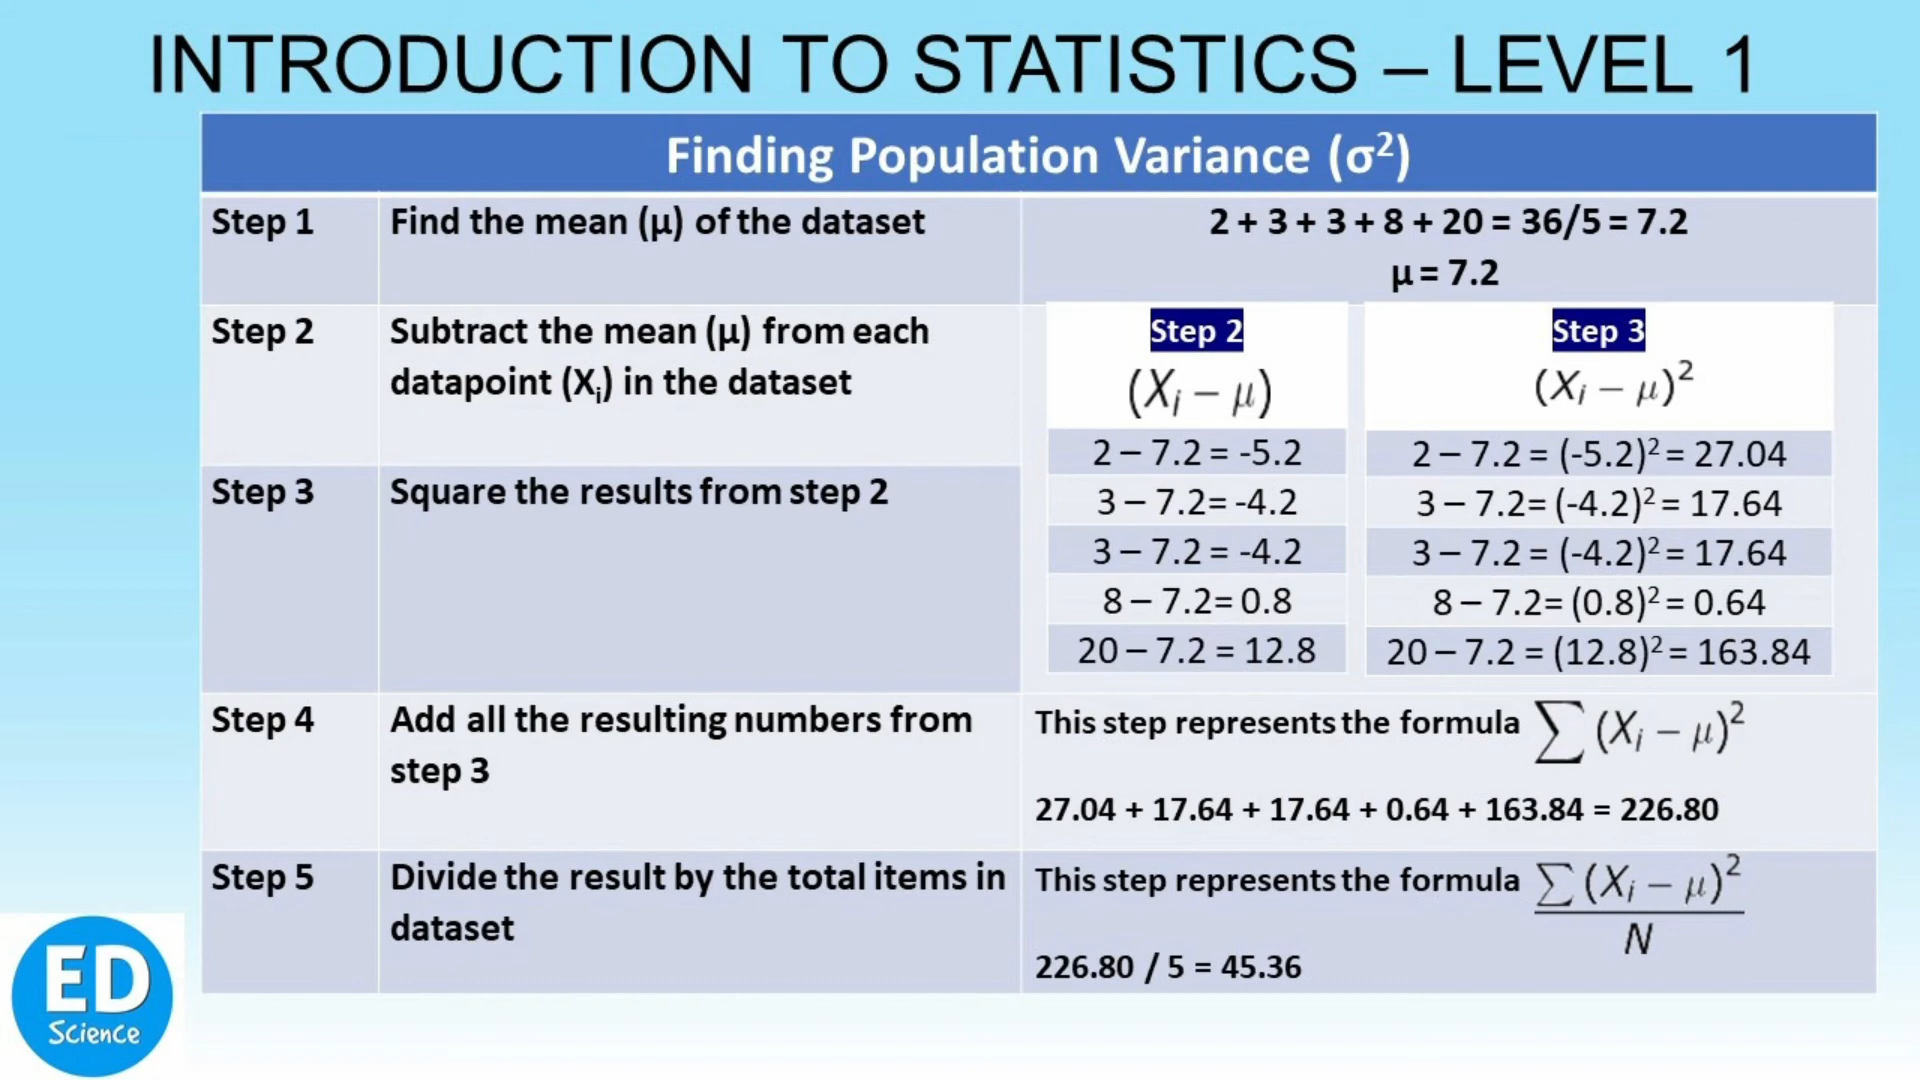 INTRODUCTION TO STATISTICS – LEVEL 1
Finding Population Variance (σ²)
Step 1
Find the mean (μ) of the dataset
2 + 3 + 3 + 8 + 20 = 36/5 = 7.2
μ = 7.2
Step 2
Subtract the mean (μ) from each
datapoint (Xᵢ) in the dataset
Step 3
Square the results from step 2
Step 2
(Xᵢ – μ)
2 – 7.2 = -5.2
3 – 7.2= -4.2
3 – 7.2 = -4.2
8 – 7.2= 0.8
20 – 7.2 = 12.8
Step 3
(Xᵢ – μ)²
2 – 7.2 = (-5.2)² = 27.04
3 – 7.2= (-4.2)² = 17.64
3 – 7.2 = (-4.2)² = 17.64
8 – 7.2= (0.8)² = 0.64
20 – 7.2 = (12.8)² = 163.84
Step 4
Add all the resulting numbers from
step 3
This step represents the formula ∑ (Xᵢ – μ)²
27.04 + 17.64 + 17.64 + 0.64 + 163.84 = 226.80
Step 5
Divide the result by the total items in
dataset
This step represents the formula ∑ (Xᵢ – μ)²
N
226.80 / 5 = 45.36
ED
Science